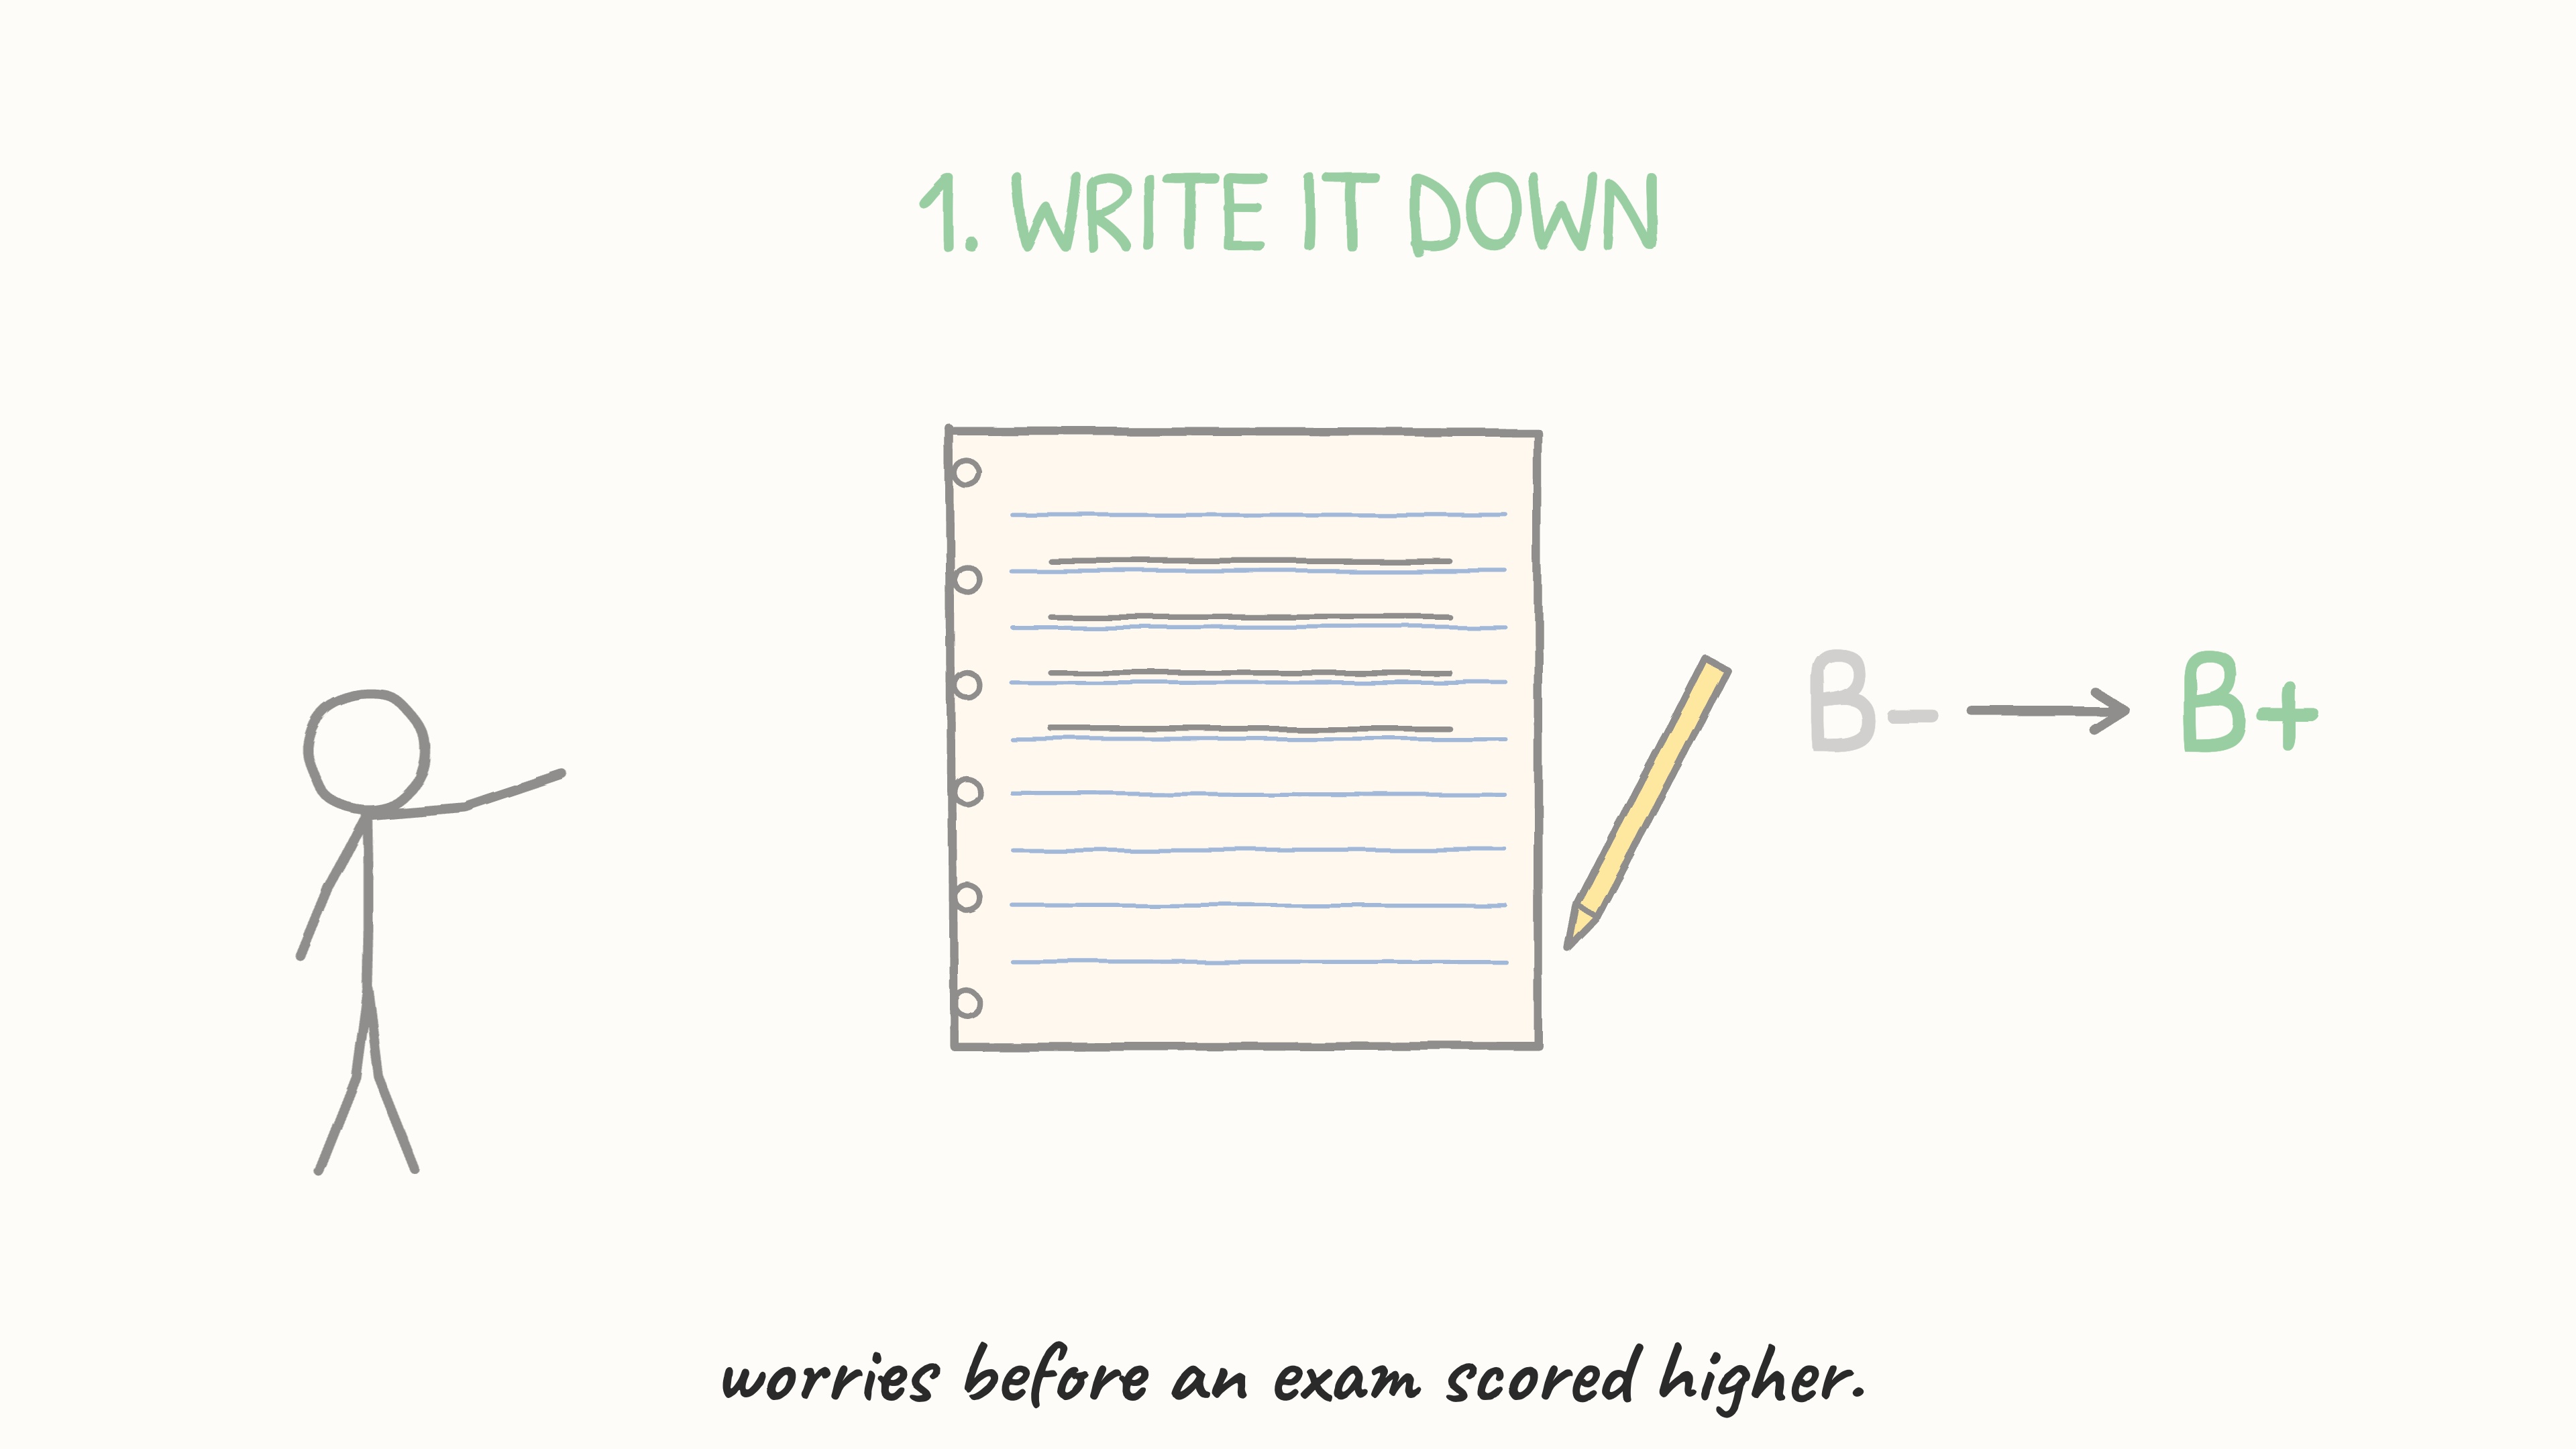 1. WRITE IT DOWN
B- → B+
worries before an exam scored higher.